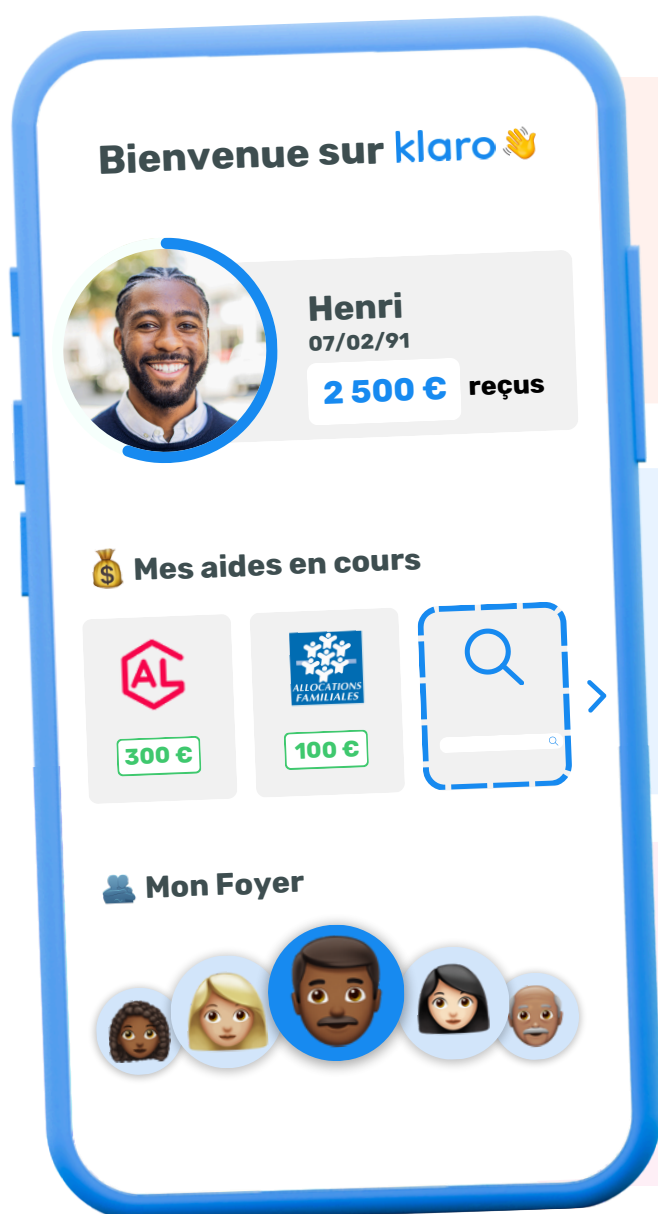 Bienvenue sur klaro
Henri
07/02/91
2 500 € reçus
Mes aides en cours
AL
ALLOCATIONS
FAMILIALES
300 €
100 €
Mon Foyer